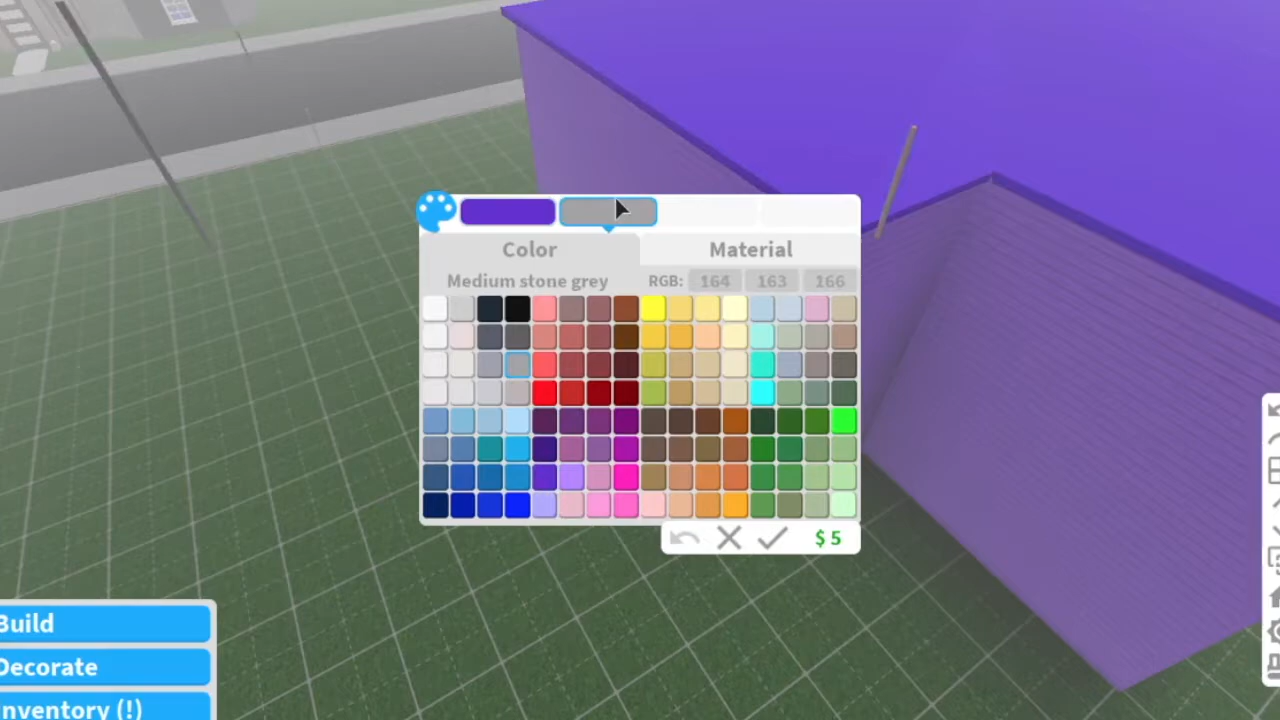 Color
Material
Medium stone grey
RGB: 164 163 166
$ 5
Build
Decorate
Inventory (!)